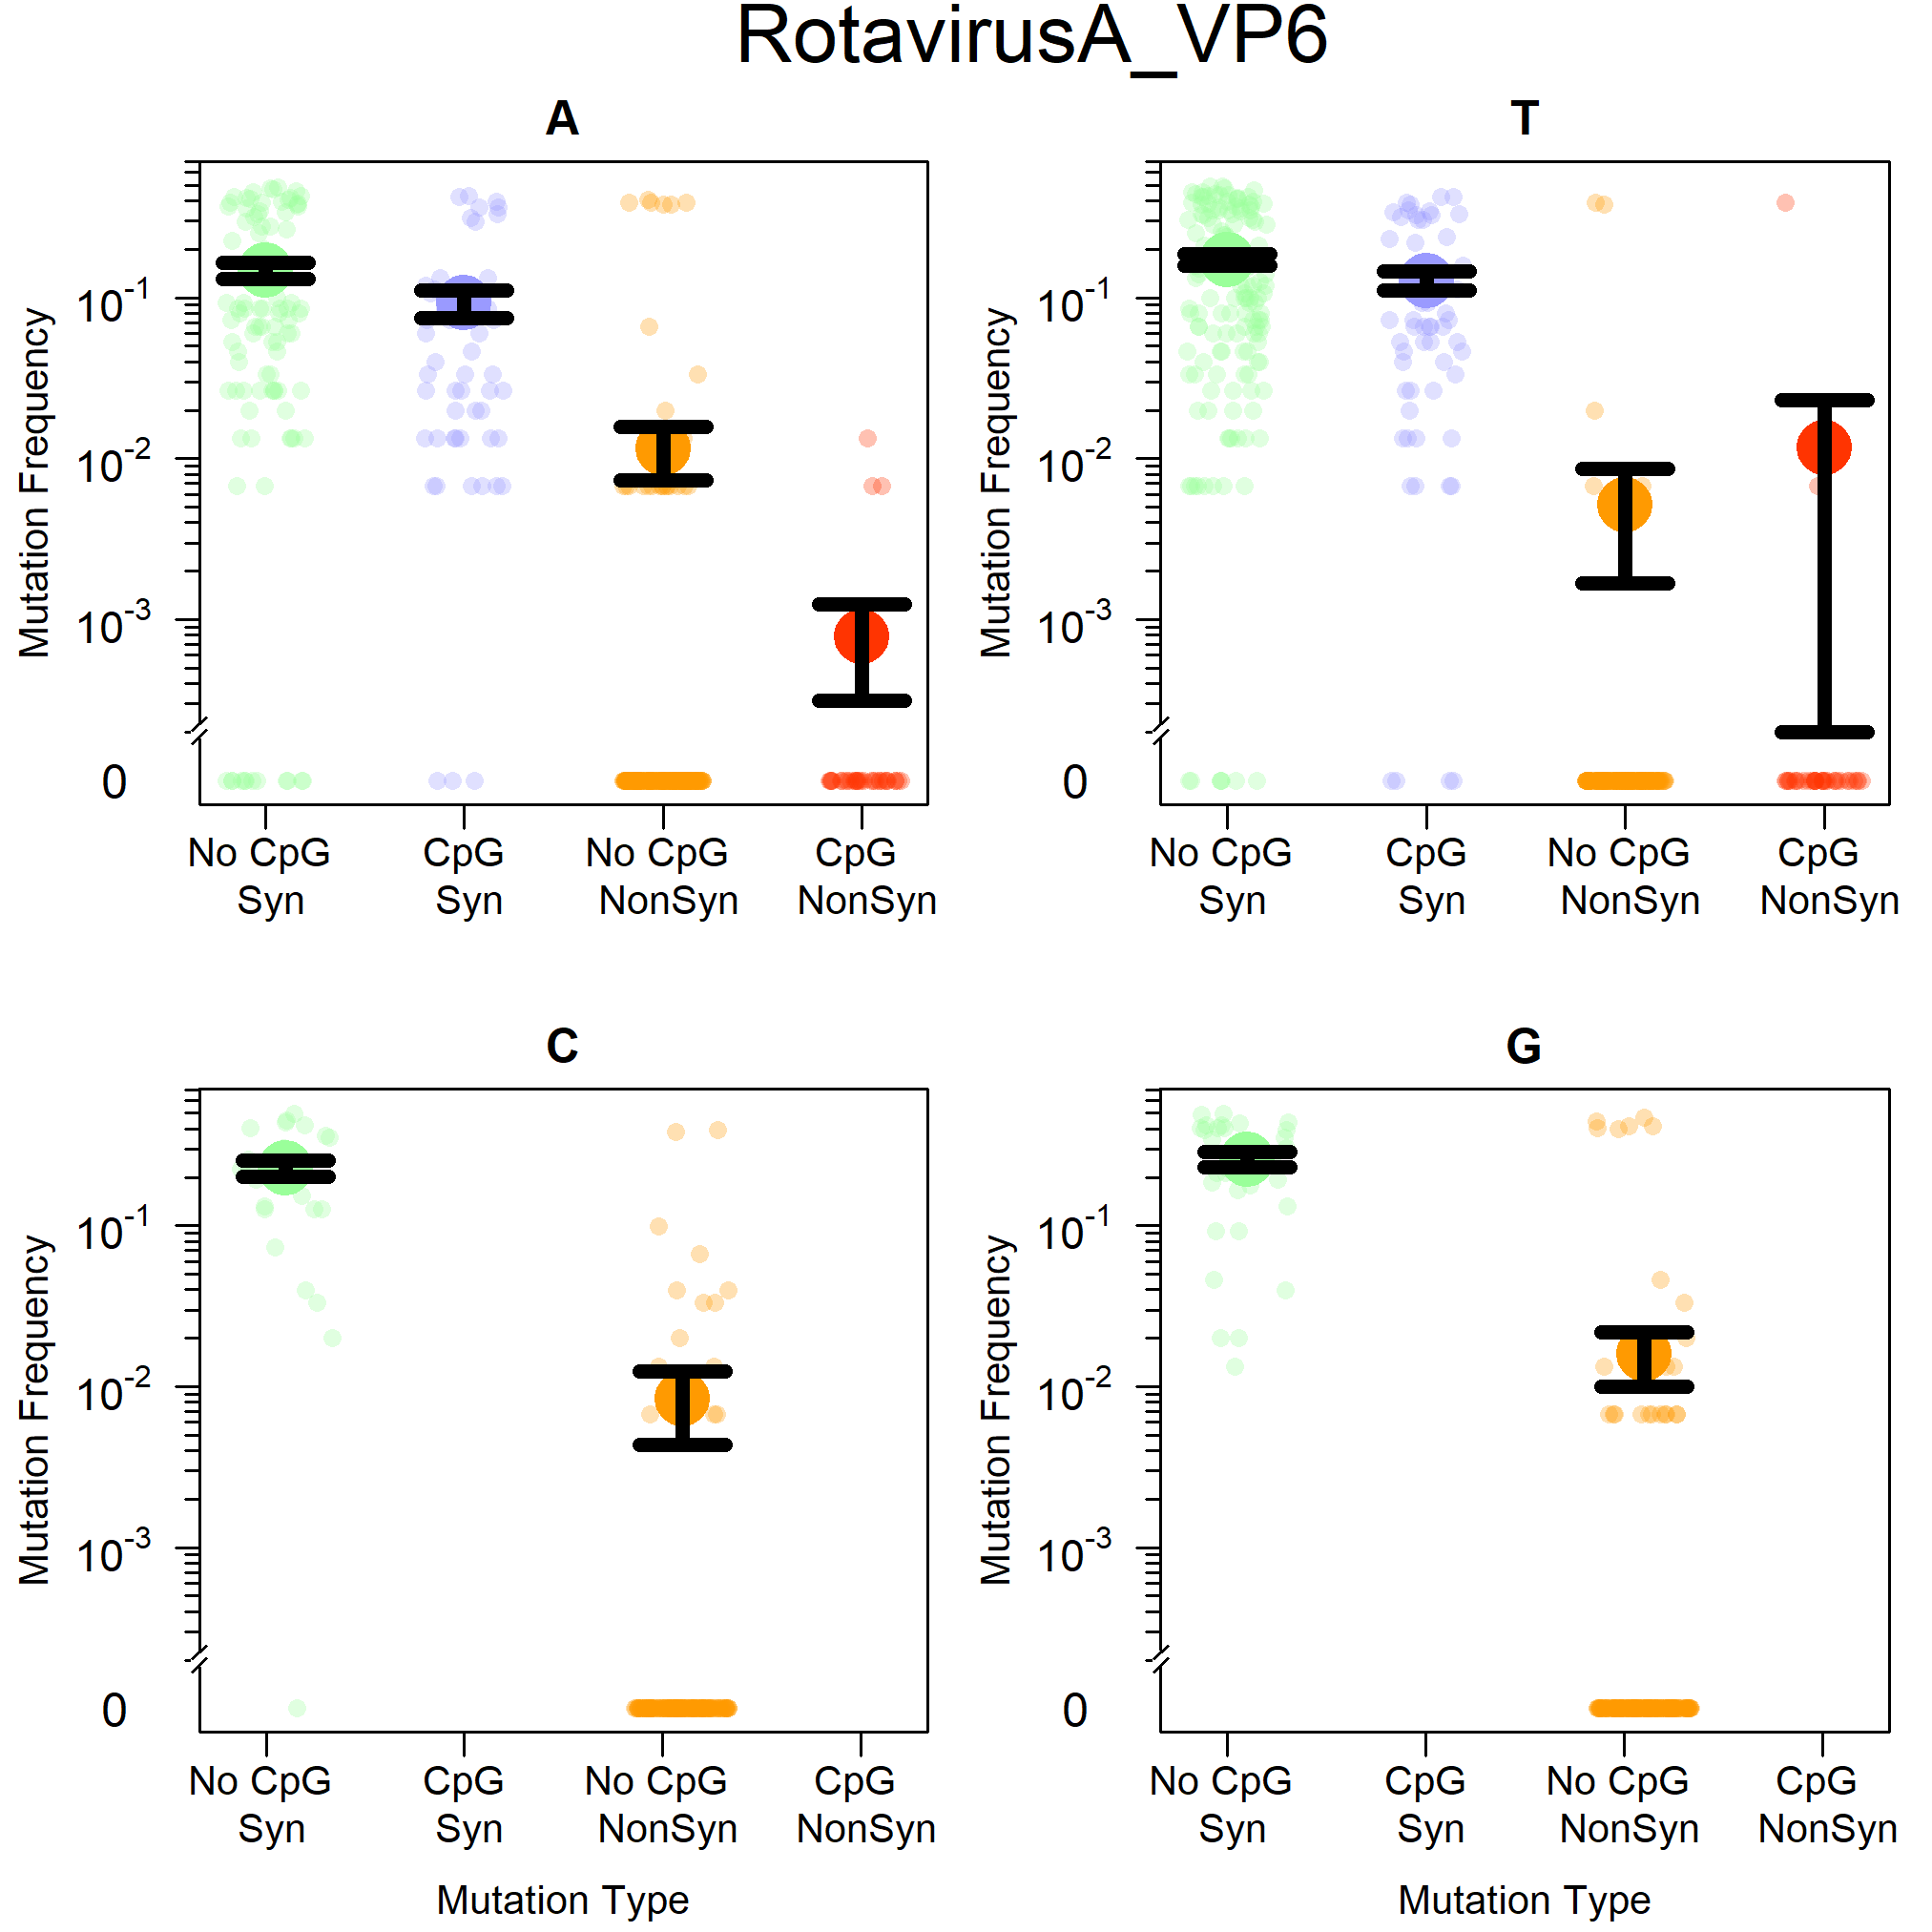 RotavirusA_VP6
A
Mutation Frequency
10-1
10-2
10-3
0
No CpG Syn
CpG Syn
No CpG NonSyn
CpG NonSyn
T
Mutation Frequency
10-1
10-2
10-3
0
No CpG Syn
CpG Syn
No CpG NonSyn
CpG NonSyn
C
Mutation Frequency
10-1
10-2
10-3
0
No CpG Syn
CpG Syn
No CpG NonSyn
CpG NonSyn
Mutation Type
G
Mutation Frequency
10-1
10-2
10-3
0
No CpG Syn
CpG Syn
No CpG NonSyn
CpG NonSyn
Mutation Type